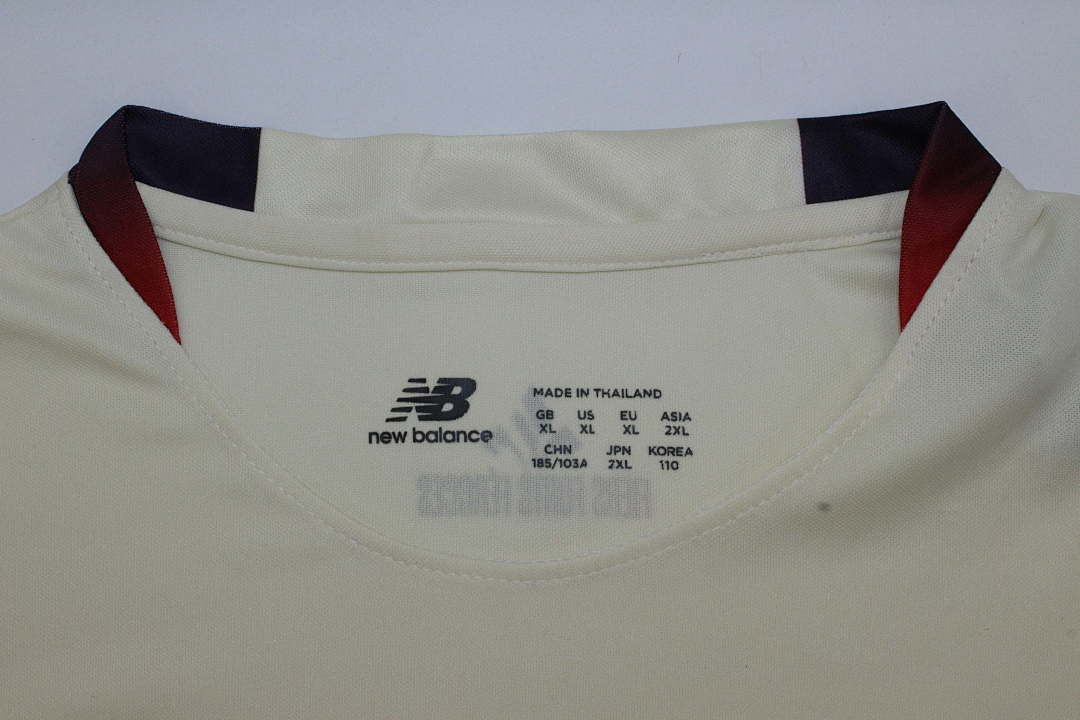 new balance
MADE IN THAILAND
GB US EU ASIA
XL XL XL 2XL
CHN JPN KOREA
185/103A 2XL 110